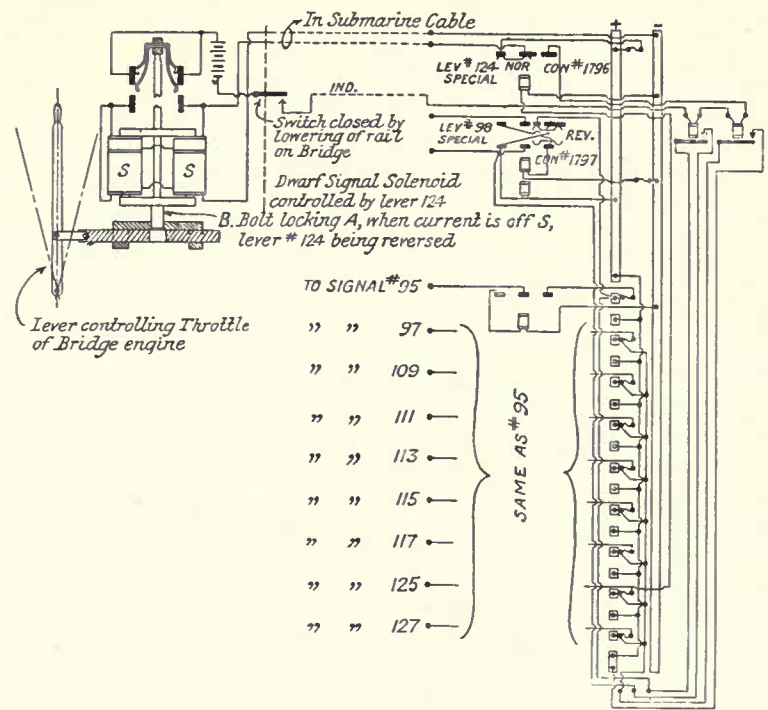 In Submarine Cable
+ -
LEV #124 NOR CON #1796
SPECIAL
IND.
Switch closed by
lowering of rail
on Bridge
LEV #98 REV.
SPECIAL
CON #1797
S S
Dwarf Signal Solenoid
controlled by lever 124
B. Bolt locking A, when current is off S,
lever #124 being reversed
Lever controlling Throttle
of Bridge engine
TO SIGNAL #95
" " 97
" " 109
" " 111
" " 113
" " 115
" " 117
" " 125
" " 127
SAME AS #95